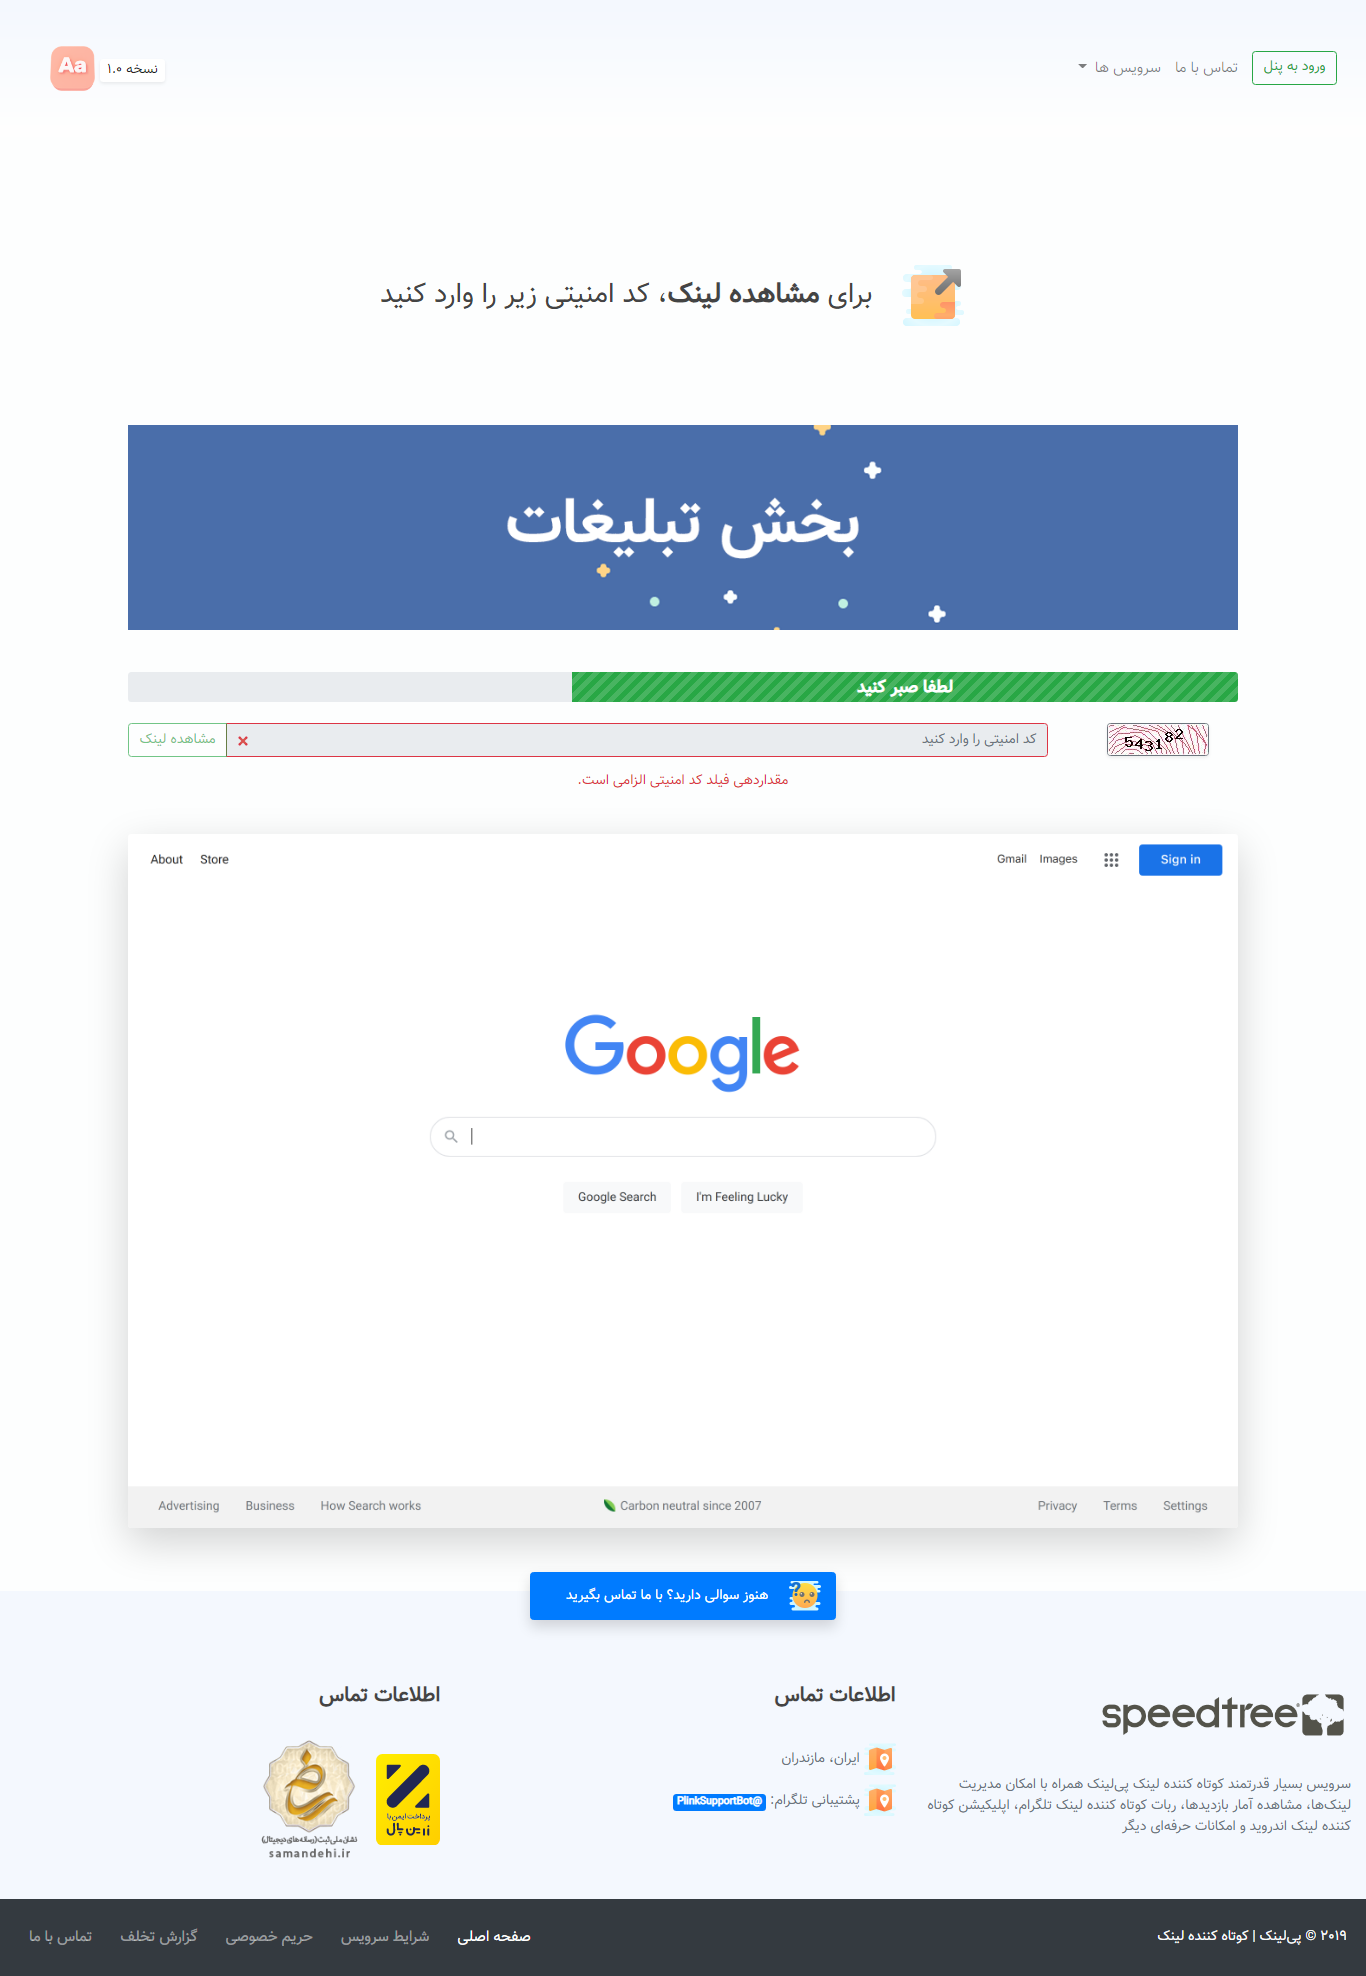 ورود به پنل
تماس با ما
سرویس ها
نسخه ۱.۰
Aa
برای مشاهده لینک، کد امنیتی زیر را وارد کنید
بخش تبلیغات
لطفا صبر کنید
543182
کد امنیتی را وارد کنید
مشاهده لینک
مقداردهی فیلد کد امنیتی الزامی است.
About Store Gmail Images Sign in
Google
Google Search I'm Feeling Lucky
Advertising Business How Search works Carbon neutral since 2007 Privacy Terms Settings
هنوز سوالی دارید؟ با ما تماس بگیرید
speedtree
سرویس بسیار قدرتمند کوتاه کننده لینک پی‌لینک همراه با امکان مدیریت
لینک‌ها، مشاهده آمار بازدیدها، ربات کوتاه کننده لینک تلگرام، اپلیکیشن کوتاه
کننده لینک اندروید و امکانات حرفه‌ای دیگر
اطلاعات تماس
ایران، مازندران
پشتیبانی تلگرام: @PlinkSupportBot
اطلاعات تماس
پرداخت ایمن با
زرین پال
نشان ملی ثبت (رسانه‌های دیجیتال)
samandehi.ir
۲۰۱۹ © پی‌لینک | کوتاه کننده لینک
صفحه اصلی
شرایط سرویس
حریم خصوصی
گزارش تخلف
تماس با ما